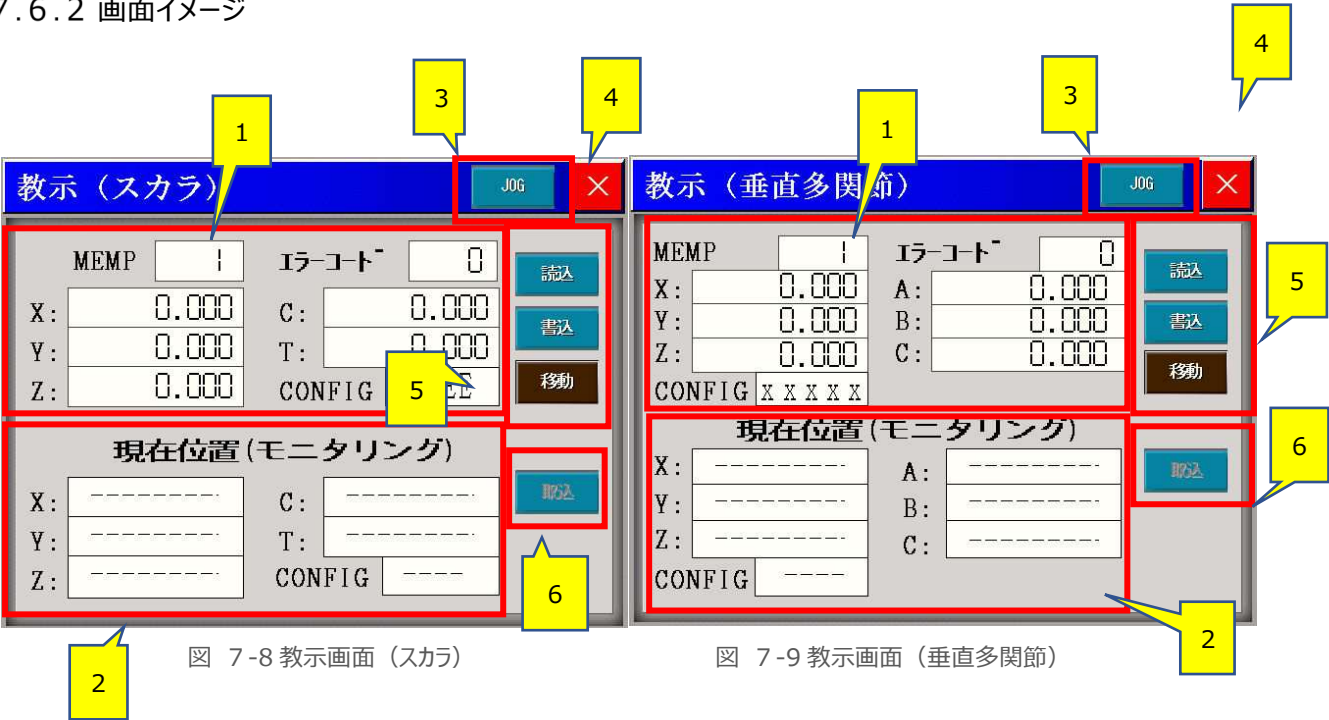 7.6.2 画面イメージ
4
3
4
3
1
1
教示（スカラ）
JOG
×
教示（垂直多関節）
JOG
×
MEMP 1 エラーコード 0
読込
X: 0.000 C: 0.000
書込
Y: 0.000 T: 0.000
移動
Z: 0.000 CONFIG
5
現在位置(モニタリング)
X: --------- C: ---------
取込
Y: --------- T: ---------
Z: --------- CONFIG ----
6
2
MEMP 1 エラーコード 0
読込
X: 0.000 A: 0.000
Y: 0.000 B: 0.000
書込
Z: 0.000 C: 0.000
移動
CONFIG X X X X X
5
現在位置(モニタリング)
X: --------- A: ---------
取込
6
Y: --------- B: ---------
Z: --------- C: ---------
CONFIG ----
2
図 7-8 教示画面（スカラ）
図 7-9 教示画面（垂直多関節）